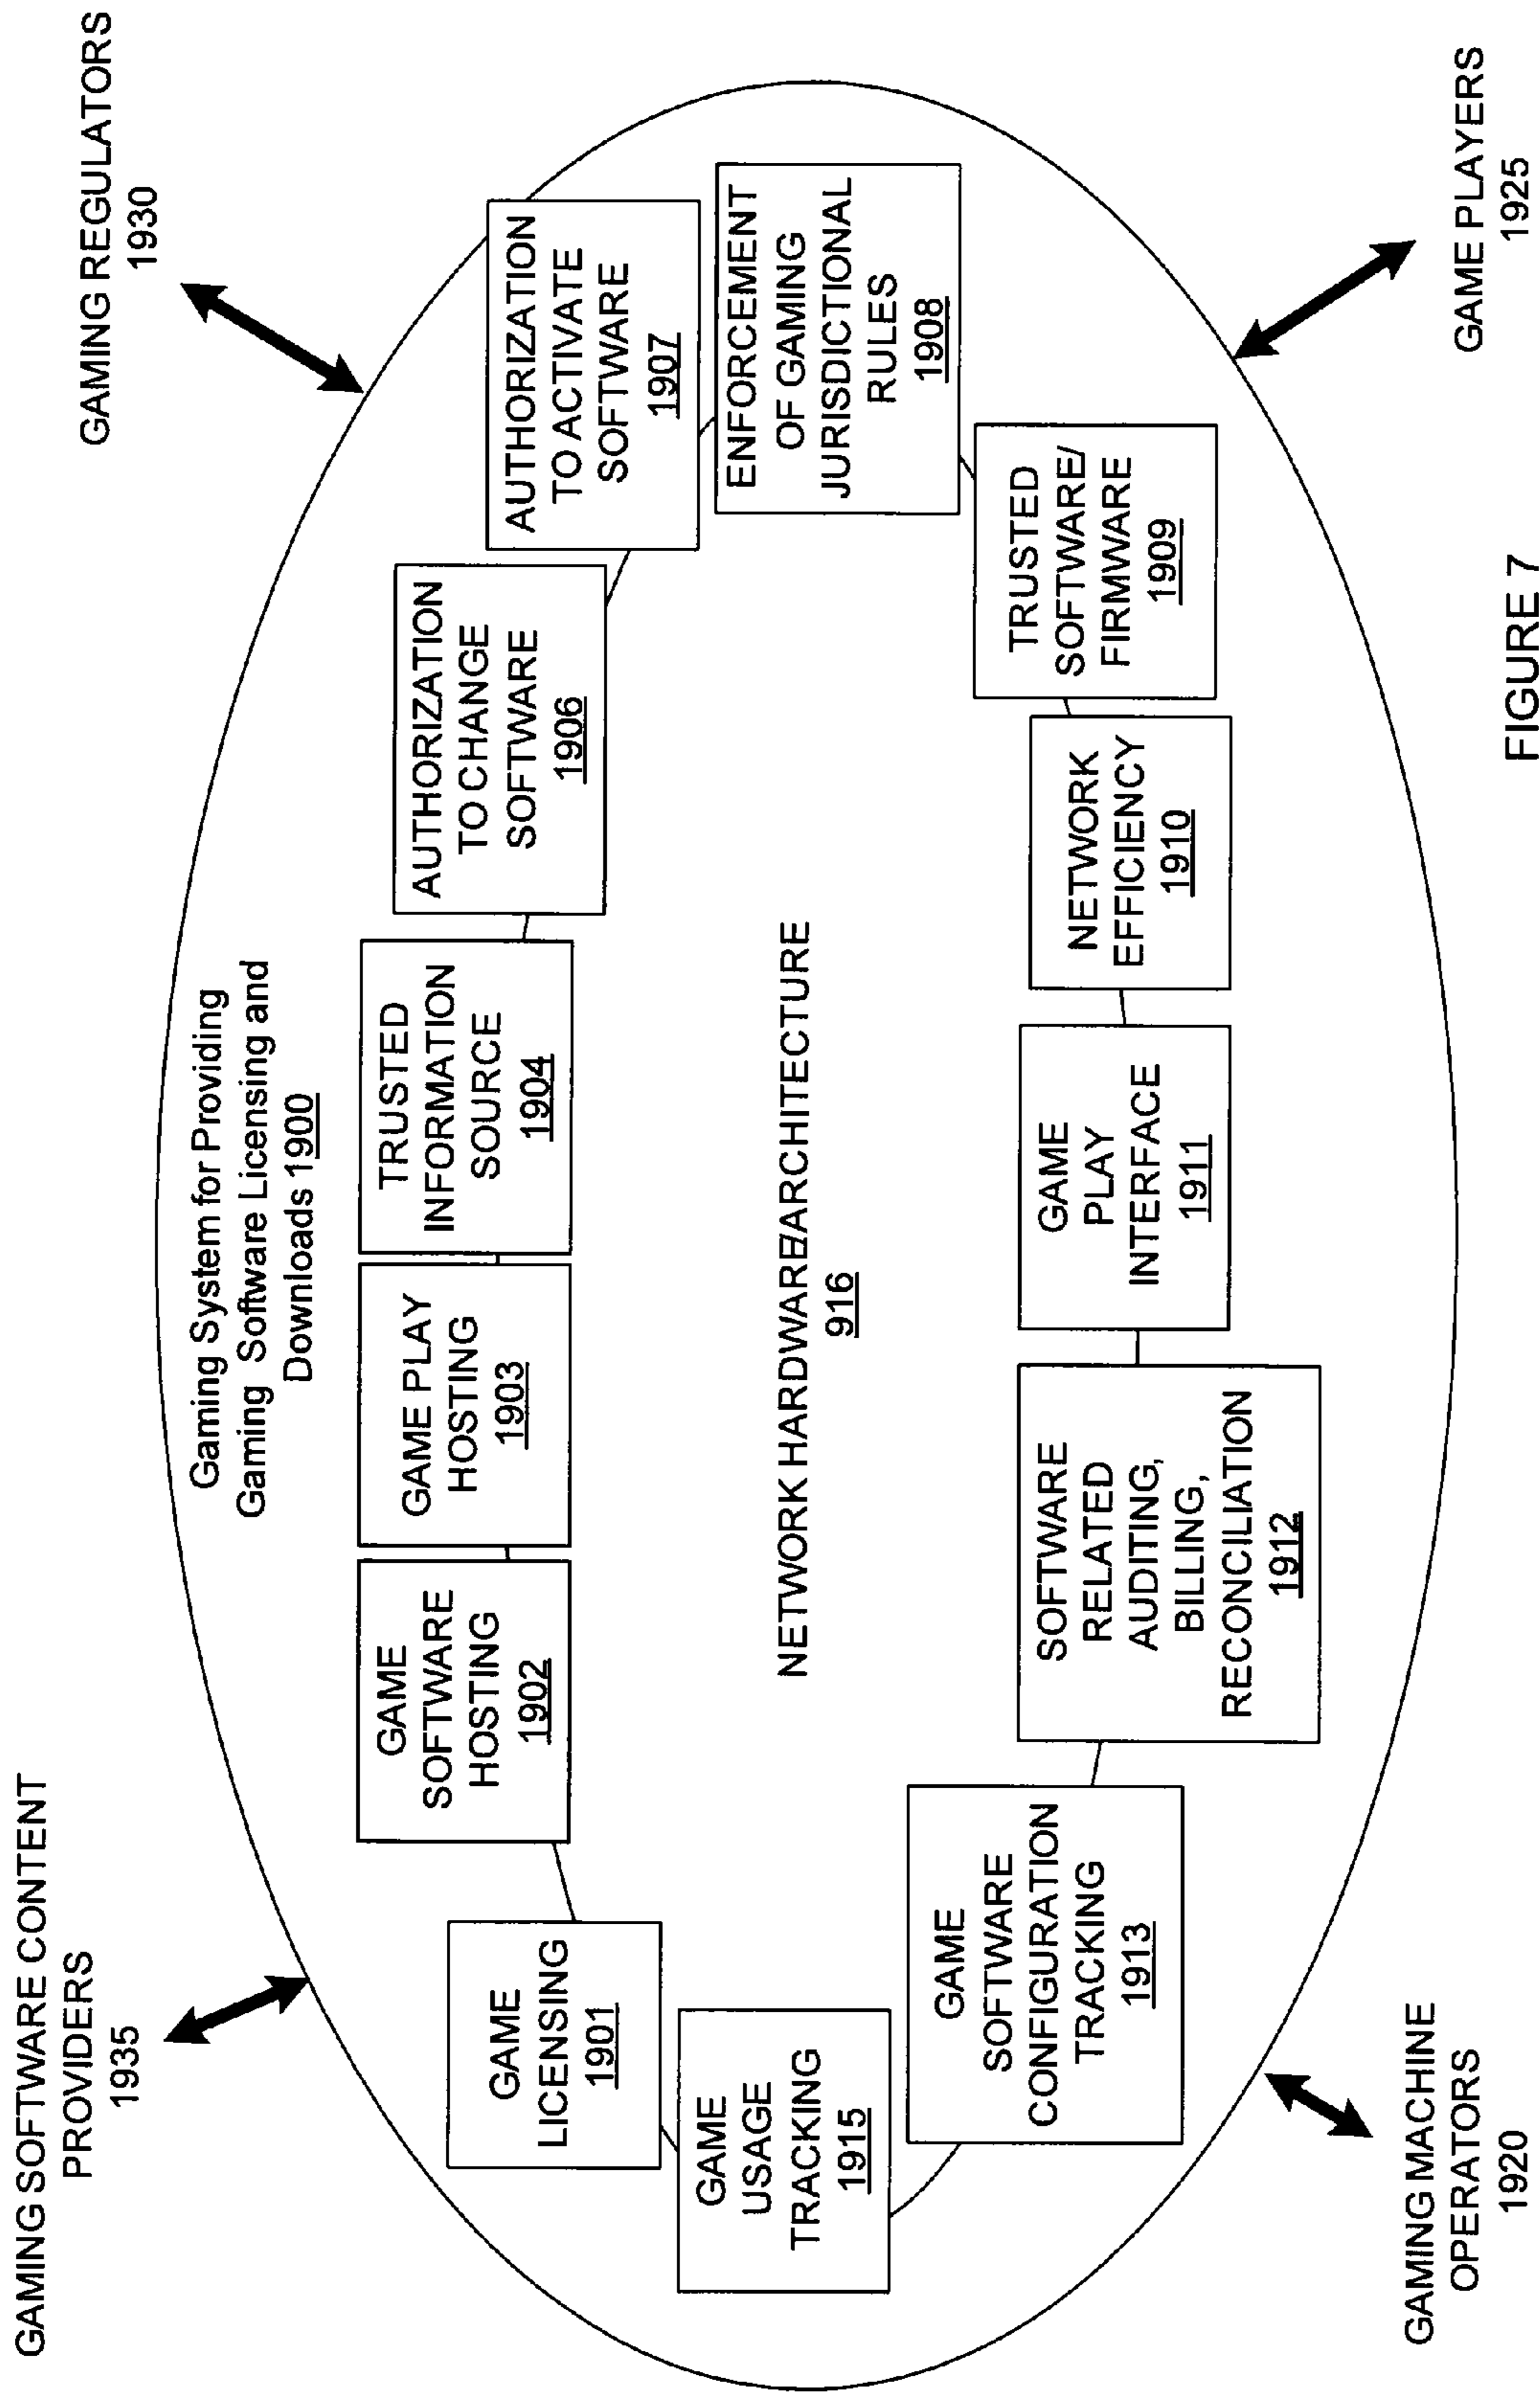 GAMING SOFTWARE CONTENT
PROVIDERS
1935
GAMING REGULATORS
1930
Gaming System for Providing
Gaming Software Licensing and
Downloads 1900
GAME
LICENSING
1901
GAME
SOFTWARE
HOSTING
1902
GAME PLAY
HOSTING
1903
TRUSTED
INFORMATION
SOURCE
1904
AUTHORIZATION
TO CHANGE
SOFTWARE
1906
AUTHORIZATION
TO ACTIVATE
SOFTWARE
1907
ENFORCEMENT
OF GAMING
JURISDICTIONAL
RULES
1908
TRUSTED
SOFTWARE/
FIRMWARE
1909
NETWORK
EFFICIENCY
1910
GAME
PLAY
INTERFACE
1911
SOFTWARE
RELATED
AUDITING,
BILLING,
RECONCILIATION
1912
GAME
SOFTWARE
CONFIGURATION
TRACKING
1913
GAME
USAGE
TRACKING
1915
NETWORK HARDWARE/ARCHITECTURE
916
GAMING MACHINE
OPERATORS
1920
GAME PLAYERS
1925
FIGURE 7